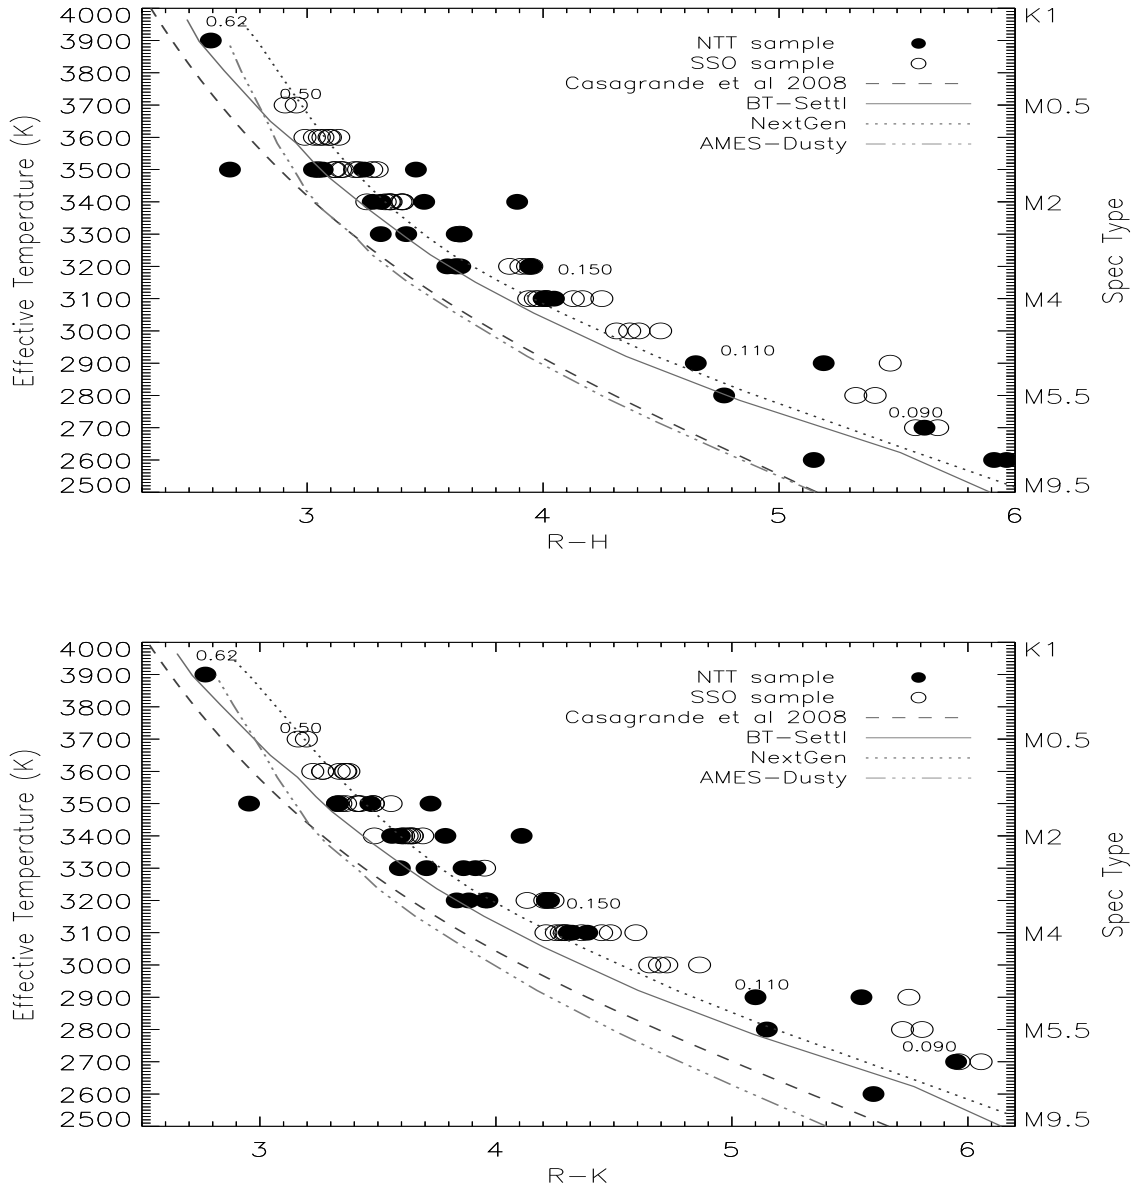 4000
3900
3800
3700
3600
3500
3400
3300
3200
3100
3000
2900
2800
2700
2600
2500
Effective Temperature (K)
0.62
0.50
0.150
0.110
0.090
NTT sample
SSO sample
Casagrande et al 2008
BT-Settl
NextGen
AMES-Dusty
K1
M0.5
M2
M4
M5.5
M9.5
Spec Type
3 4 5 6
R-H
4000
3900
3800
3700
3600
3500
3400
3300
3200
3100
3000
2900
2800
2700
2600
2500
Effective Temperature (K)
0.62
0.50
0.150
0.110
0.090
NTT sample
SSO sample
Casagrande et al 2008
BT-Settl
NextGen
AMES-Dusty
K1
M0.5
M2
M4
M5.5
M9.5
Spec Type
3 4 5 6
R-K